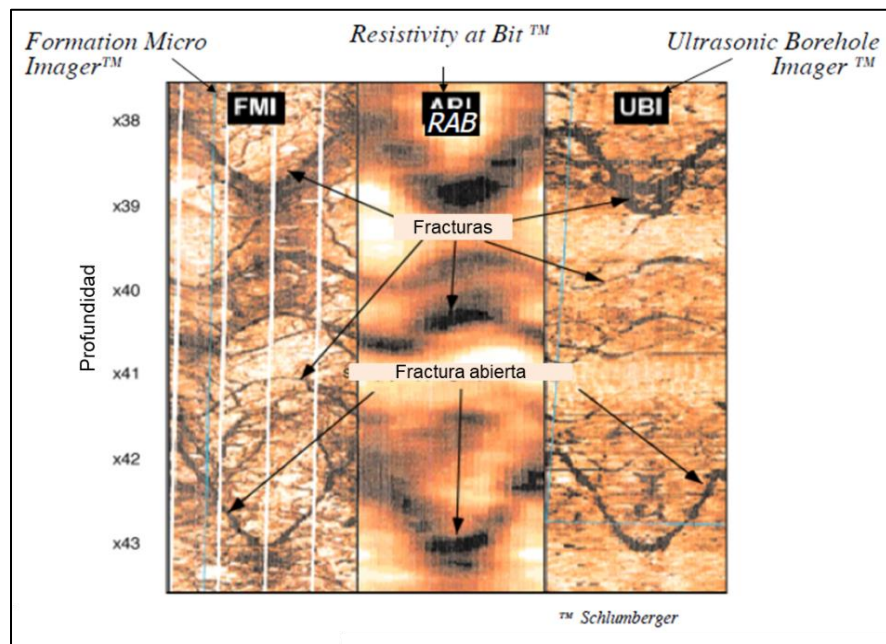 Formation Micro
Imager™
Resistivity at Bit ™
Ultrasonic Borehole
Imager ™
FMI
RAB
UBI
x38
x39
Fracturas
Profundidad
x40
x41
Fractura abierta
x42
x43
™ Schlumberger